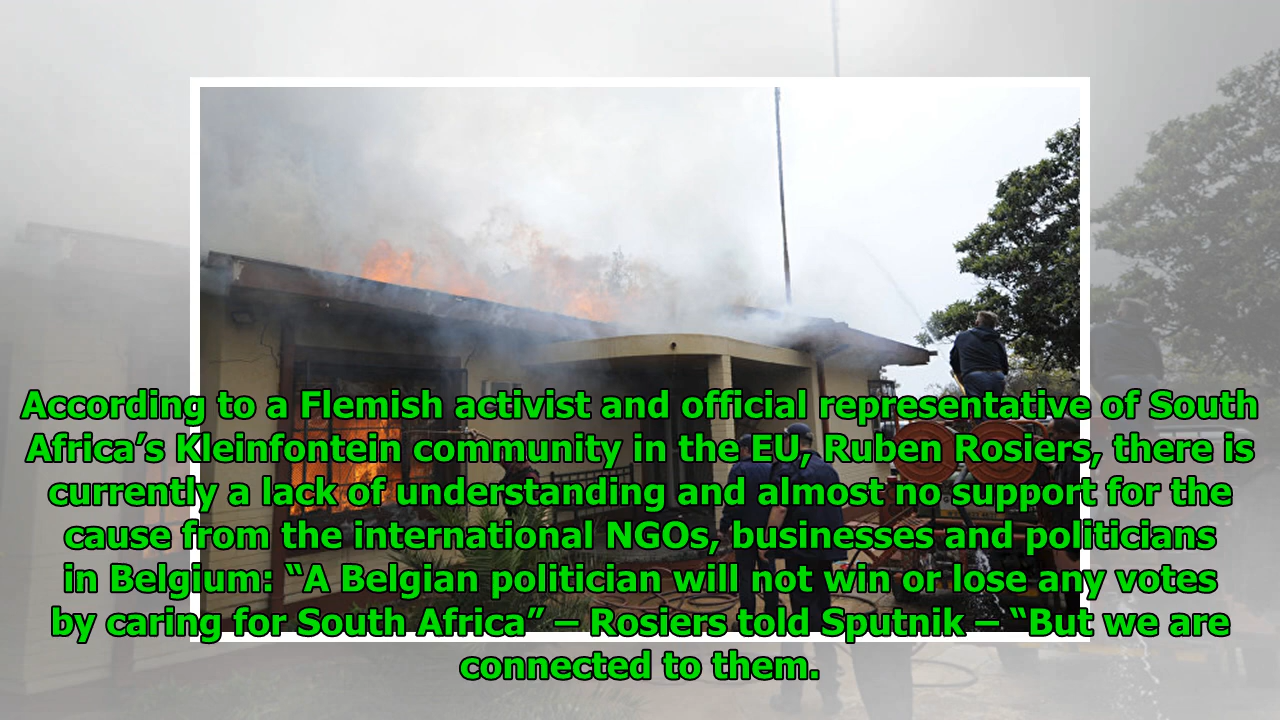 According to a Flemish activist and official representative of South
Africa’s Kleinfontein community in the EU, Ruben Rosiers, there is
currently a lack of understanding and almost no support for the
cause from the international NGOs, businesses and politicians
in Belgium: “A Belgian politician will not win or lose any votes
by caring for South Africa” – Rosiers told Sputnik – “But we are
connected to them.